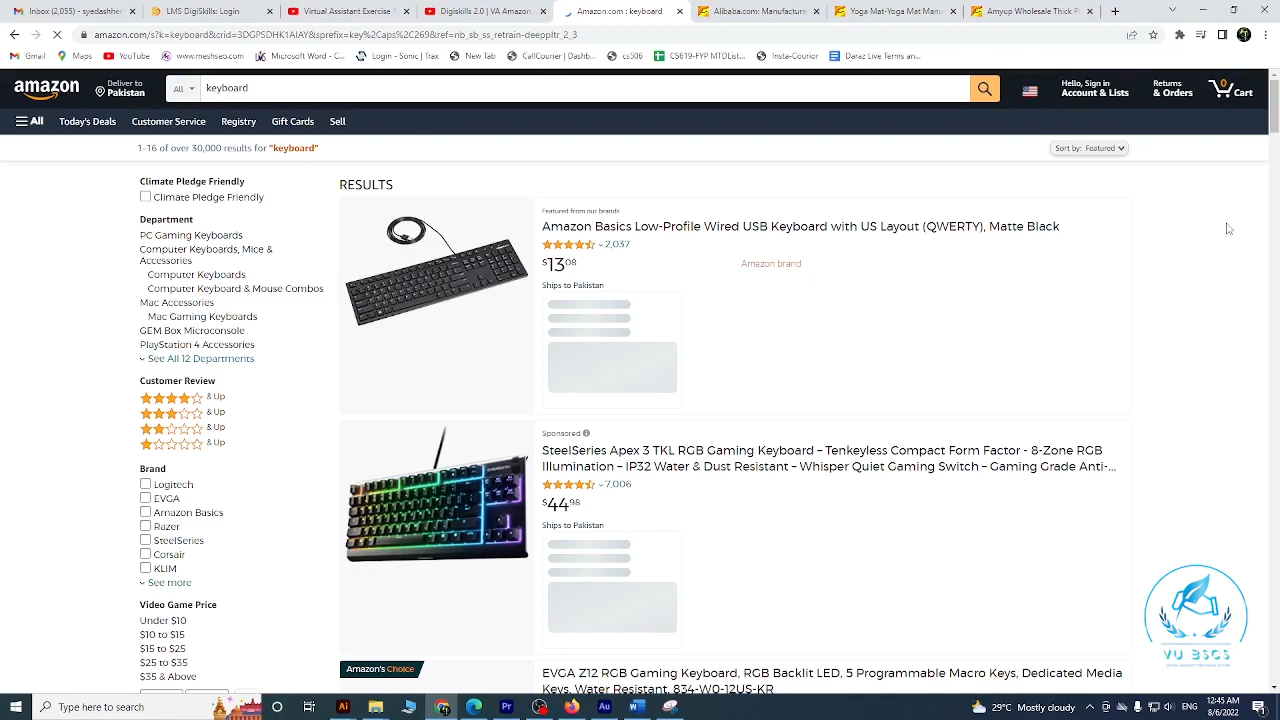 Inbox (2,055) - syedasho
LMS DigiSkills 2.0
Virtual Assistant Exercise 1
Digiskills 2.0 | VA Amazon
Amazon.com : keyboard
Alibaba.com: Manufacturer
Yoga Mat-Yoga Mat Manu
Amyup Wholesale Thick P
amazon.com/s?k=keyboard&crid=3DGPSDHK1AIAY&sprefix=key%2Caps%2C269&ref=nb_sb_ss_retrain-deeppltr_2_3
Gmail
Maps
YouTube
www.meshseo.com
Microsoft Word - C...
Login - Sonic | Trax
New Tab
CallCourier / Dashb...
cs506
CS619-FYP MTOList...
Insta-Courior
Daraz Live Terms an...
amazon
Deliver to
Pakistan
All
keyboard
Hello, Sign in
Account & Lists
Returns
& Orders
0
Cart
All
Today's Deals
Customer Service
Registry
Gift Cards
Sell
1-16 of over 30,000 results for "keyboard"
Sort by: Featured
Climate Pledge Friendly
Climate Pledge Friendly
Department
PC Gaming Keyboards
Computer Keyboards, Mice &
Accessories
Computer Keyboards
Computer Keyboard & Mouse Combos
Mac Accessories
Mac Gaming Keyboards
GEM Box Microconsole
PlayStation 4 Accessories
See All 12 Departments
Customer Review
& Up
& Up
& Up
& Up
Brand
Logitech
EVGA
Amazon Basics
Razer
SteelSeries
Corsair
KLIM
See more
Video Game Price
Under $10
$10 to $15
$15 to $25
$25 to $35
$35 & Above
RESULTS
Featured from our brands
Amazon Basics Low-Profile Wired USB Keyboard with US Layout (QWERTY), Matte Black
2,037
$13.08
Amazon brand
Ships to Pakistan
Sponsored
SteelSeries Apex 3 TKL RGB Gaming Keyboard – Tenkeyless Compact Form Factor - 8-Zone RGB
Illumination – IP32 Water & Dust Resistant – Whisper Quiet Gaming Switch – Gaming Grade Anti-...
7,006
$44.98
Ships to Pakistan
Amazon's Choice
EVGA Z12 RGB Gaming Keyboard, RGB Backlit LED, 5 Programmable Macro Keys, Dedicated Media
Keys, Water Resistant, 834-W0-12US-KR
VU BSCS
Type here to search
29°C Mostly cloudy
ENG
12:45 AM
8/6/2022